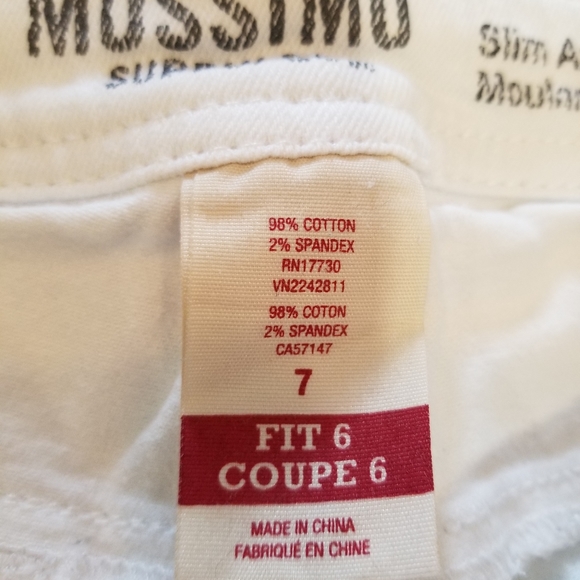 MOSSIMO
Slim A
Moulan
98% COTTON
2% SPANDEX
RN17730
VN2242811
98% COTON
2% SPANDEX
CA57147
7
FIT 6
COUPE 6
MADE IN CHINA
FABRIQUÉ EN CHINE